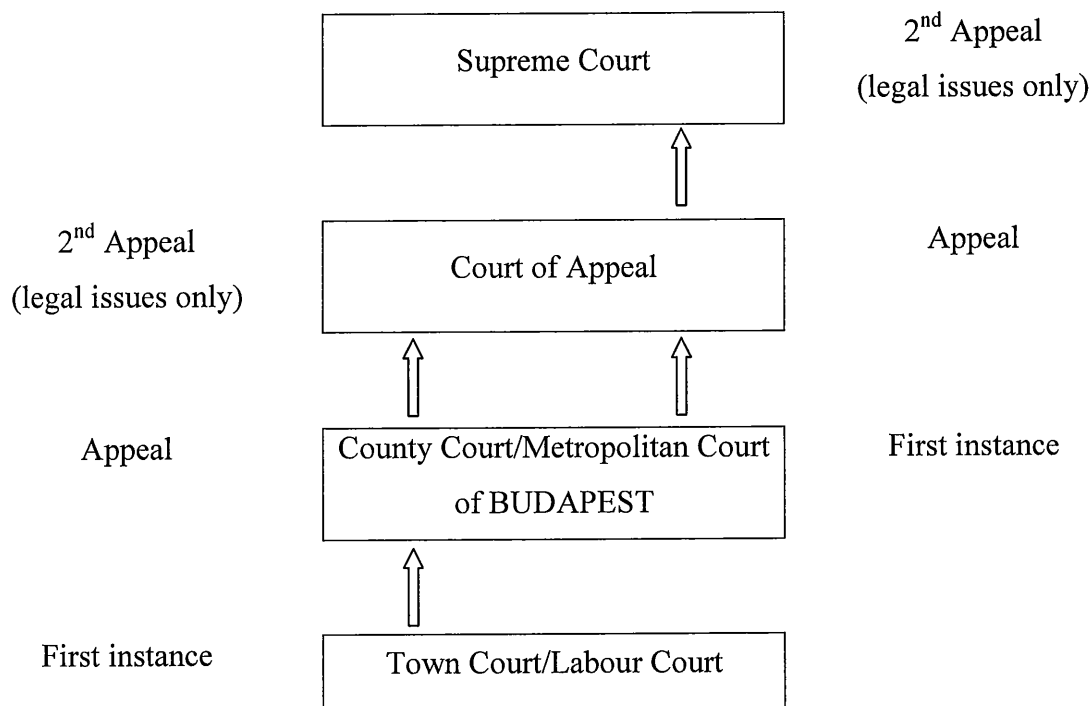 Supreme Court
2nd Appeal
(legal issues only)
2nd Appeal
(legal issues only)
Court of Appeal
Appeal
Appeal
County Court/Metropolitan Court
of BUDAPEST
First instance
First instance
Town Court/Labour Court